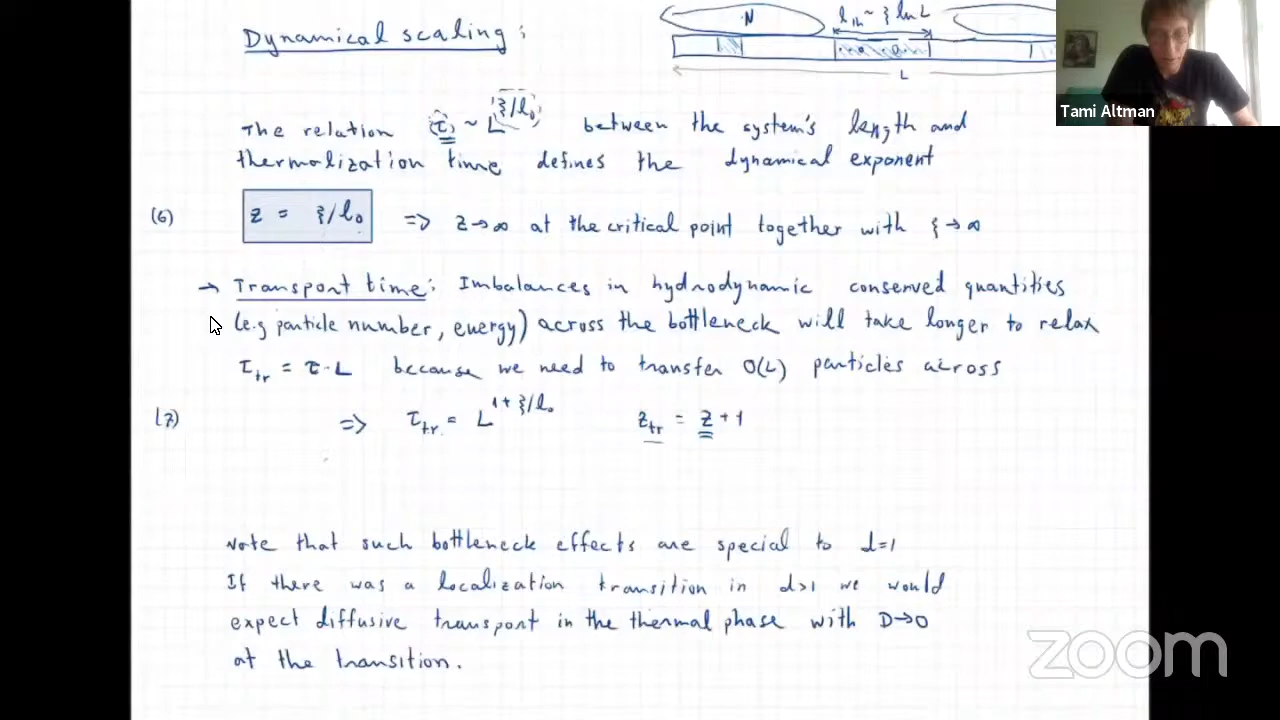 Dynamical scaling:
N
l_th ~ ξ ln L
L
Tami Altman
The relation τ ~ L^{ξ/l₀} between the system's length and
thermalization time defines the dynamical exponent
(6) z = ξ/l₀ => z→∞ at the critical point together with ξ→∞
→ Transport time: Imbalances in hydrodynamic conserved quantities
(e.g particle number, energy) across the bottleneck will take longer to relax
τ_tr = τ·L because we need to transfer O(L) particles across
(7) => τ_tr = L^{1+ξ/l₀} z_tr = z+1
Note that such bottleneck effects are special to d=1
If there was a localization transition in d>1 we would
expect diffusive transport in the thermal phase with D→0
at the transition.
zoom